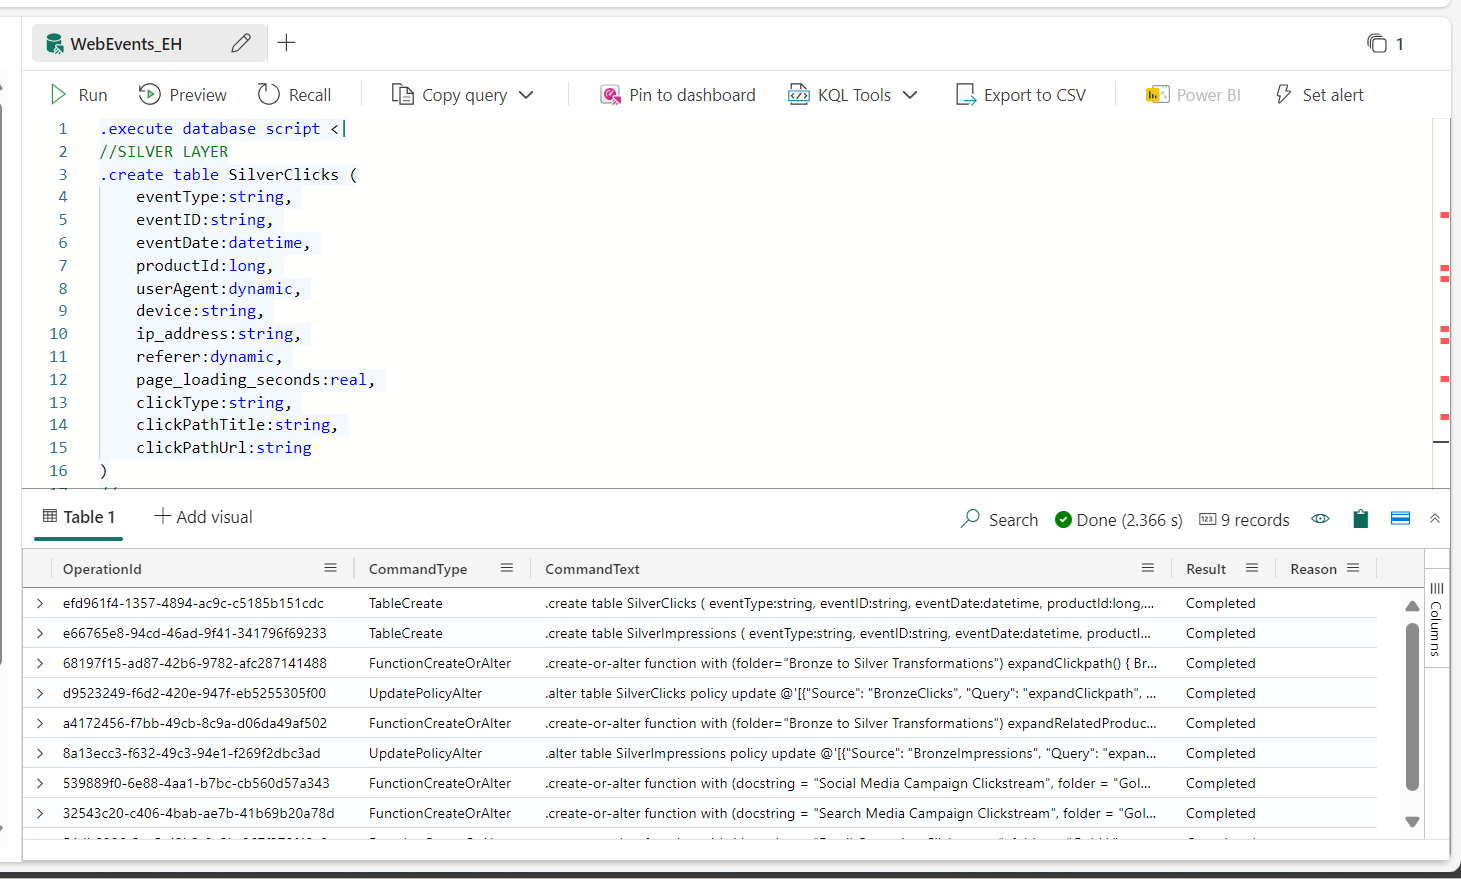 WebEvents_EH
1
Run Preview Recall Copy query Pin to dashboard KQL Tools Export to CSV Power BI Set alert
1 .execute database script <|
2 //SILVER LAYER
3 .create table SilverClicks (
4 eventType:string,
5 eventID:string,
6 eventDate:datetime,
7 productId:long,
8 userAgent:dynamic,
9 device:string,
10 ip_address:string,
11 referer:dynamic,
12 page_loading_seconds:real,
13 clickType:string,
14 clickPathTitle:string,
15 clickPathUrl:string
16 )
Table 1 Add visual Search Done (2.366 s) 123 9 records
OperationId CommandType CommandText Result Reason
efd961f4-1357-4894-ac9c-c5185b151cdc TableCreate .create table SilverClicks ( eventType:string, eventID:string, eventDate:datetime, productId:long,... Completed
e66765e8-94cd-46ad-9f41-341796f69233 TableCreate .create table SilverImpressions ( eventType:string, eventID:string, eventDate:datetime, productI... Completed
68197f15-ad87-42b6-9782-afc287141488 FunctionCreateOrAlter .create-or-alter function with (folder="Bronze to Silver Transformations") expandClickpath() { Br... Completed
d9523249-f6d2-420e-947f-eb5255305f00 UpdatePolicyAlter .alter table SilverClicks policy update @'[{"Source": "BronzeClicks", "Query": "expandClickpath", ... Completed
a4172456-f7bb-49cb-8c9a-d06da49af502 FunctionCreateOrAlter .create-or-alter function with (folder="Bronze to Silver Transformations") expandRelatedProduc... Completed
8a13ecc3-f632-49c3-94e1-f269f2dbc3ad UpdatePolicyAlter .alter table SilverImpressions policy update @'[{"Source": "BronzeImpressions", "Query": "expan... Completed
539889f0-6e88-4aa1-b7bc-cb560d57a343 FunctionCreateOrAlter .create-or-alter function with (docstring = "Social Media Campaign Clickstream", folder = "Gol... Completed
32543c20-c406-4bab-ae7b-41b69b20a78d FunctionCreateOrAlter .create-or-alter function with (docstring = "Search Media Campaign Clickstream", folder = "Gol... Completed
Columns